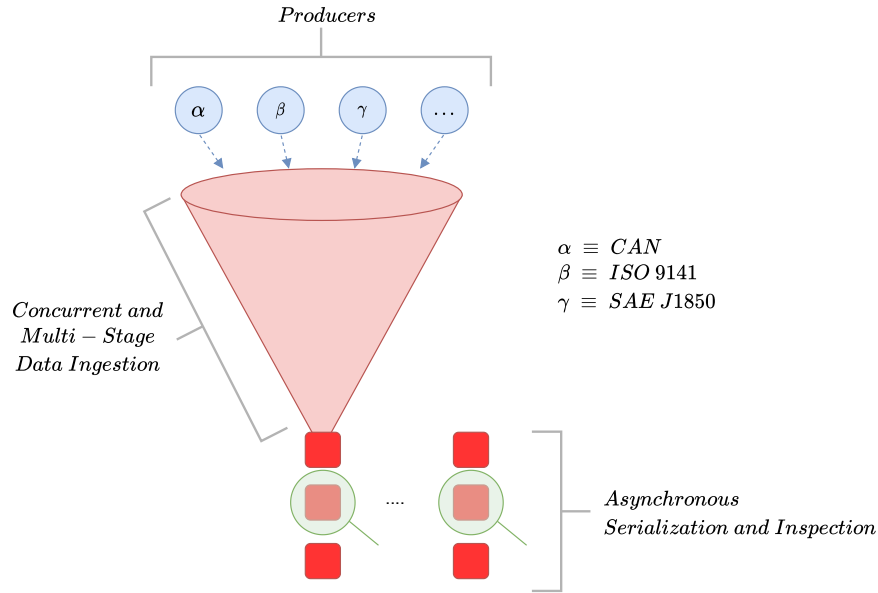 Producers
α
β
γ
...
α ≡ CAN
β ≡ ISO 9141
γ ≡ SAE J1850
Concurrent and
Multi − Stage
Data Ingestion
....
Asynchronous
Serialization and Inspection